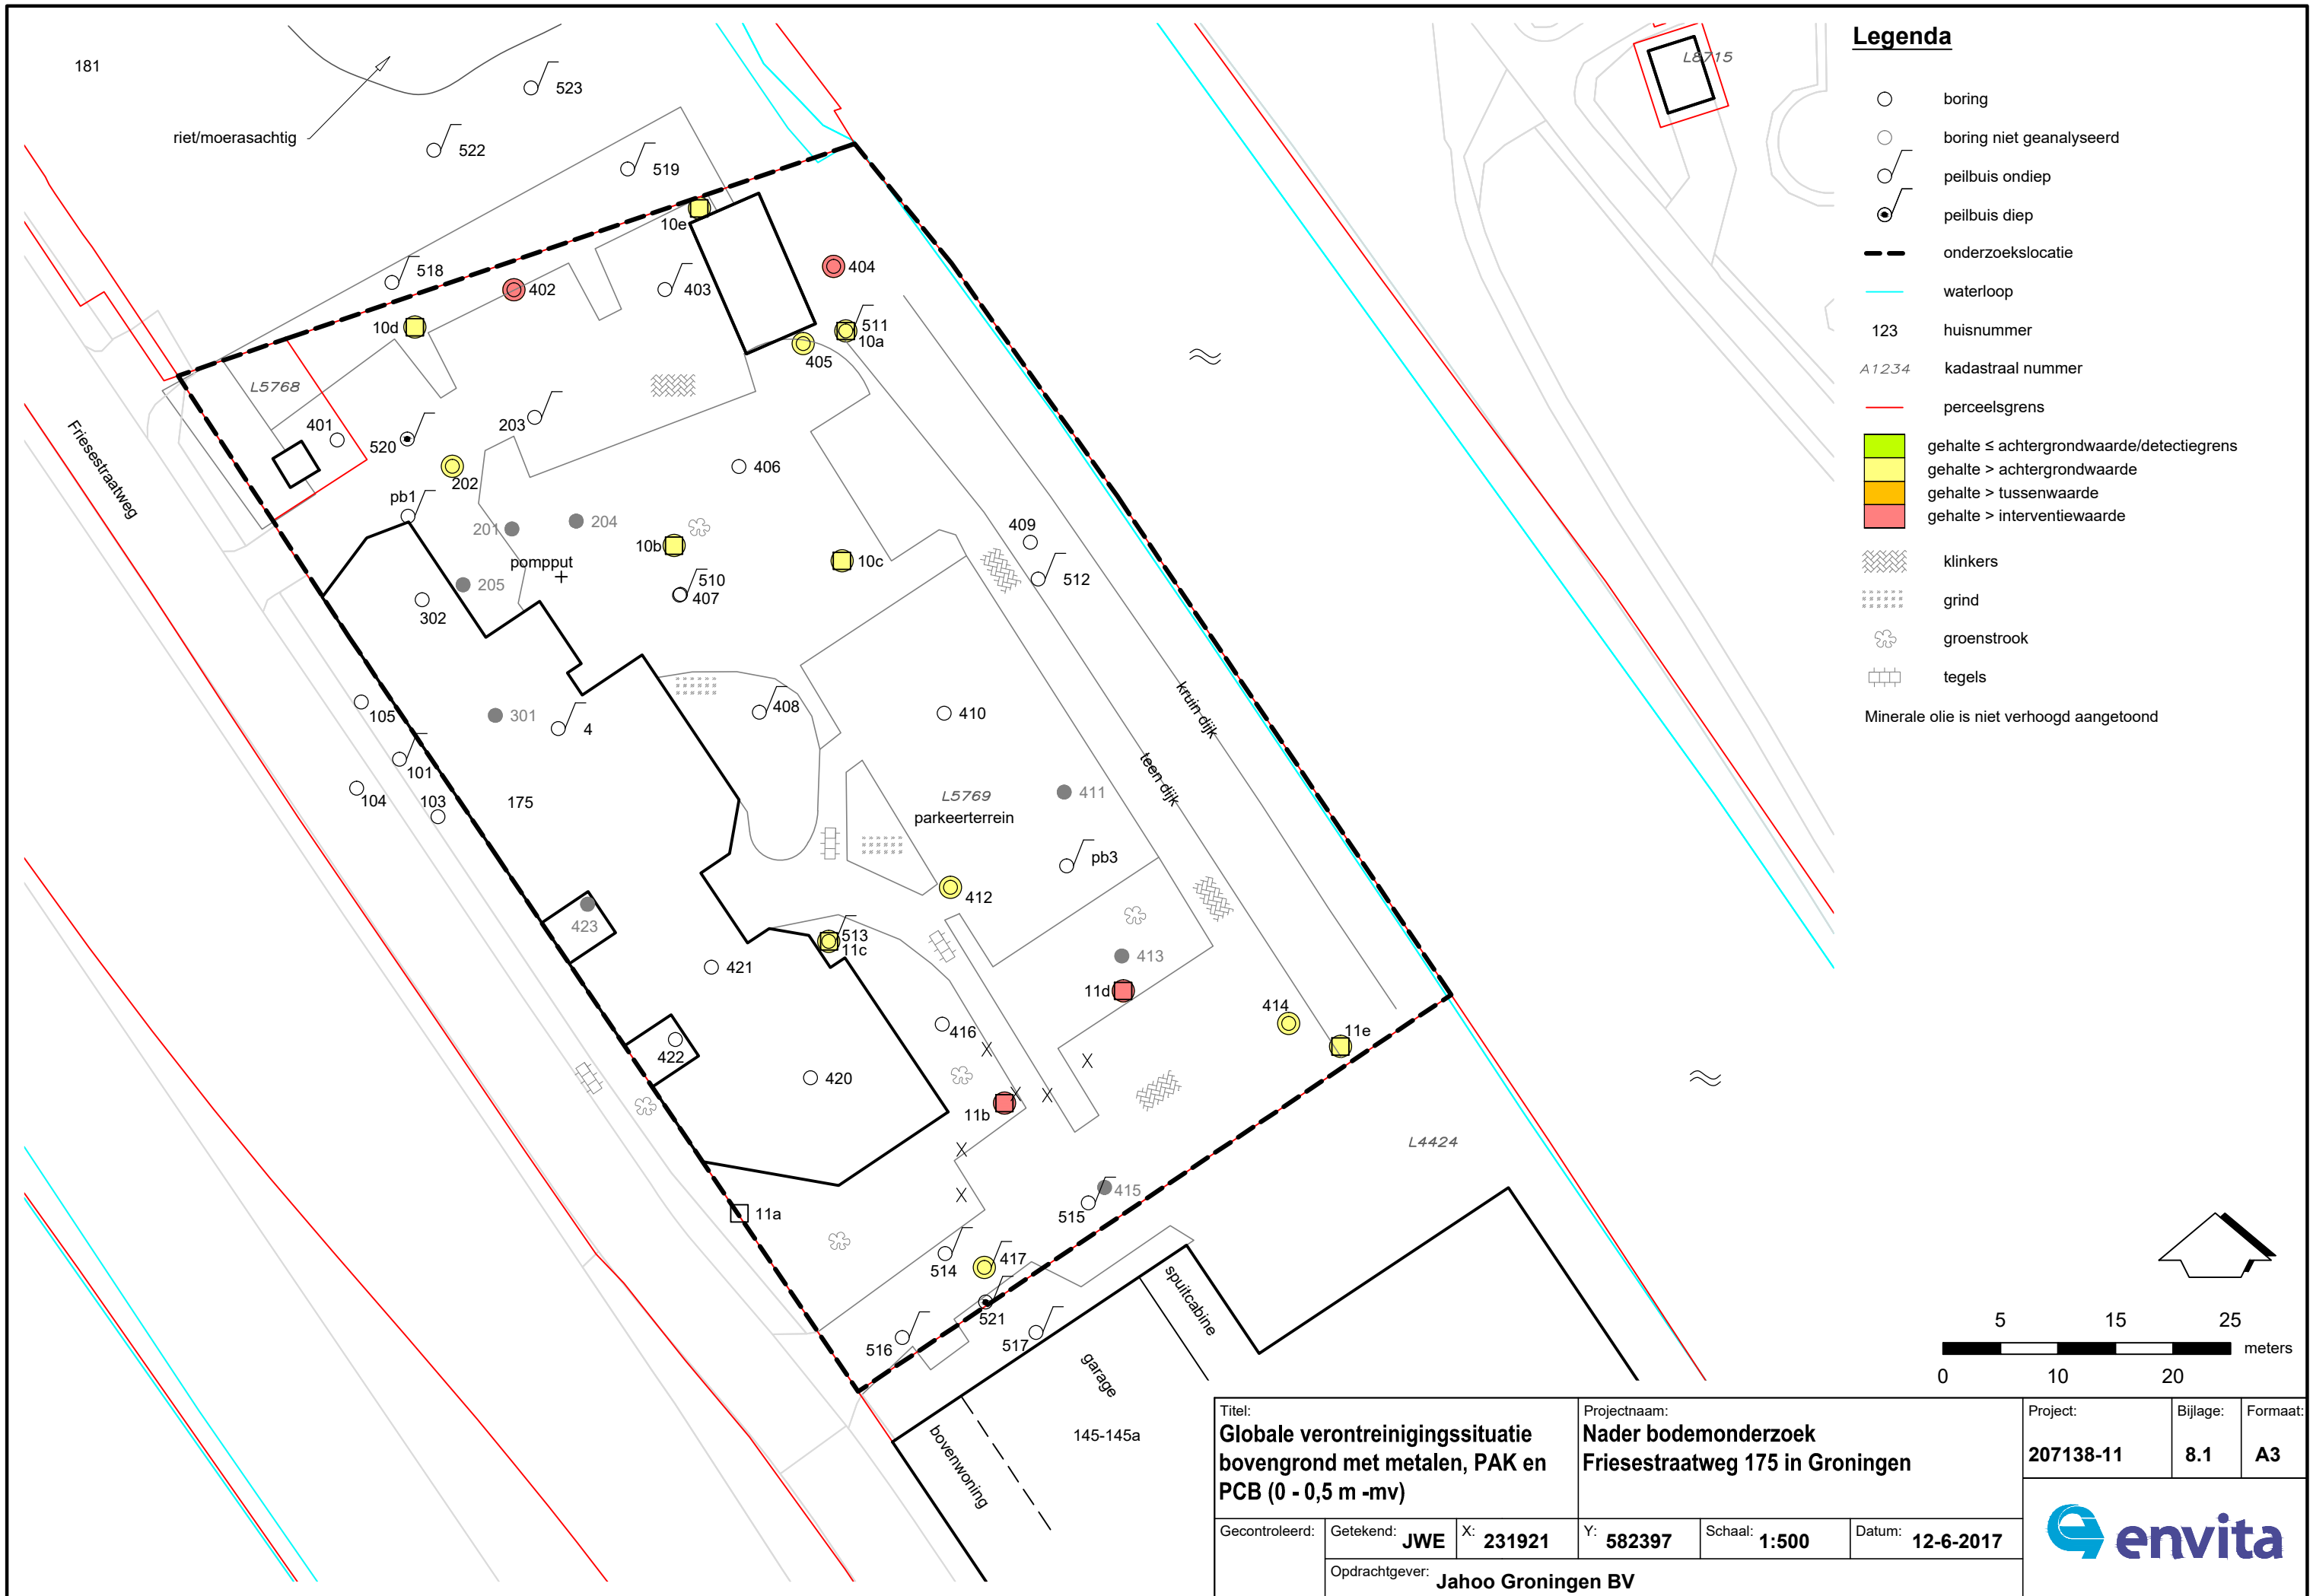 181
riet/moerasachtig
523
522
519
518
10e
404
402
403
10d
511
10a
405
L5768
401
520
203
202
406
pb1
201
204
10b
10c
409
512
pompput
205
510
407
302
Friesestraatweg
105
301
4
408
410
kruin dijk
teen dijk
101
104
103
175
L5769
parkeerterrein
411
pb3
412
423
513
11c
421
413
11d
414
11e
416
422
420
11b
L4424
11a
415
515
514
417
521
516
517
spuitcabine
garage
145-145a
bovenwoning
L8715
Legenda
boring
boring niet geanalyseerd
peilbuis ondiep
peilbuis diep
onderzoekslocatie
waterloop
123 huisnummer
A1234 kadastraal nummer
perceelsgrens
gehalte ≤ achtergrondwaarde/detectiegrens
gehalte > achtergrondwaarde
gehalte > tussenwaarde
gehalte > interventiewaarde
klinkers
grind
groenstrook
tegels
Minerale olie is niet verhoogd aangetoond
5 15 25
meters
0 10 20
Titel:
Globale verontreinigingssituatie
bovengrond met metalen, PAK en
PCB (0 - 0,5 m -mv)
Projectnaam:
Nader bodemonderzoek
Friesestraatweg 175 in Groningen
Project:
207138-11
Bijlage:
8.1
Formaat:
A3
Gecontroleerd:
Getekend: JWE
X: 231921
Y: 582397
Schaal: 1:500
Datum: 12-6-2017
Opdrachtgever: Jahoo Groningen BV
envita